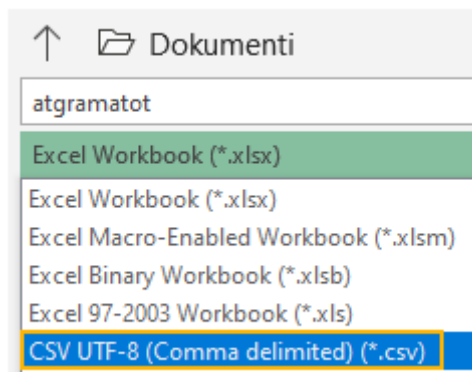 Dokumenti
atgramatot
Excel Workbook (*.xlsx)
Excel Workbook (*.xlsx)
Excel Macro-Enabled Workbook (*.xlsm)
Excel Binary Workbook (*.xlsb)
Excel 97-2003 Workbook (*.xls)
CSV UTF-8 (Comma delimited) (*.csv)